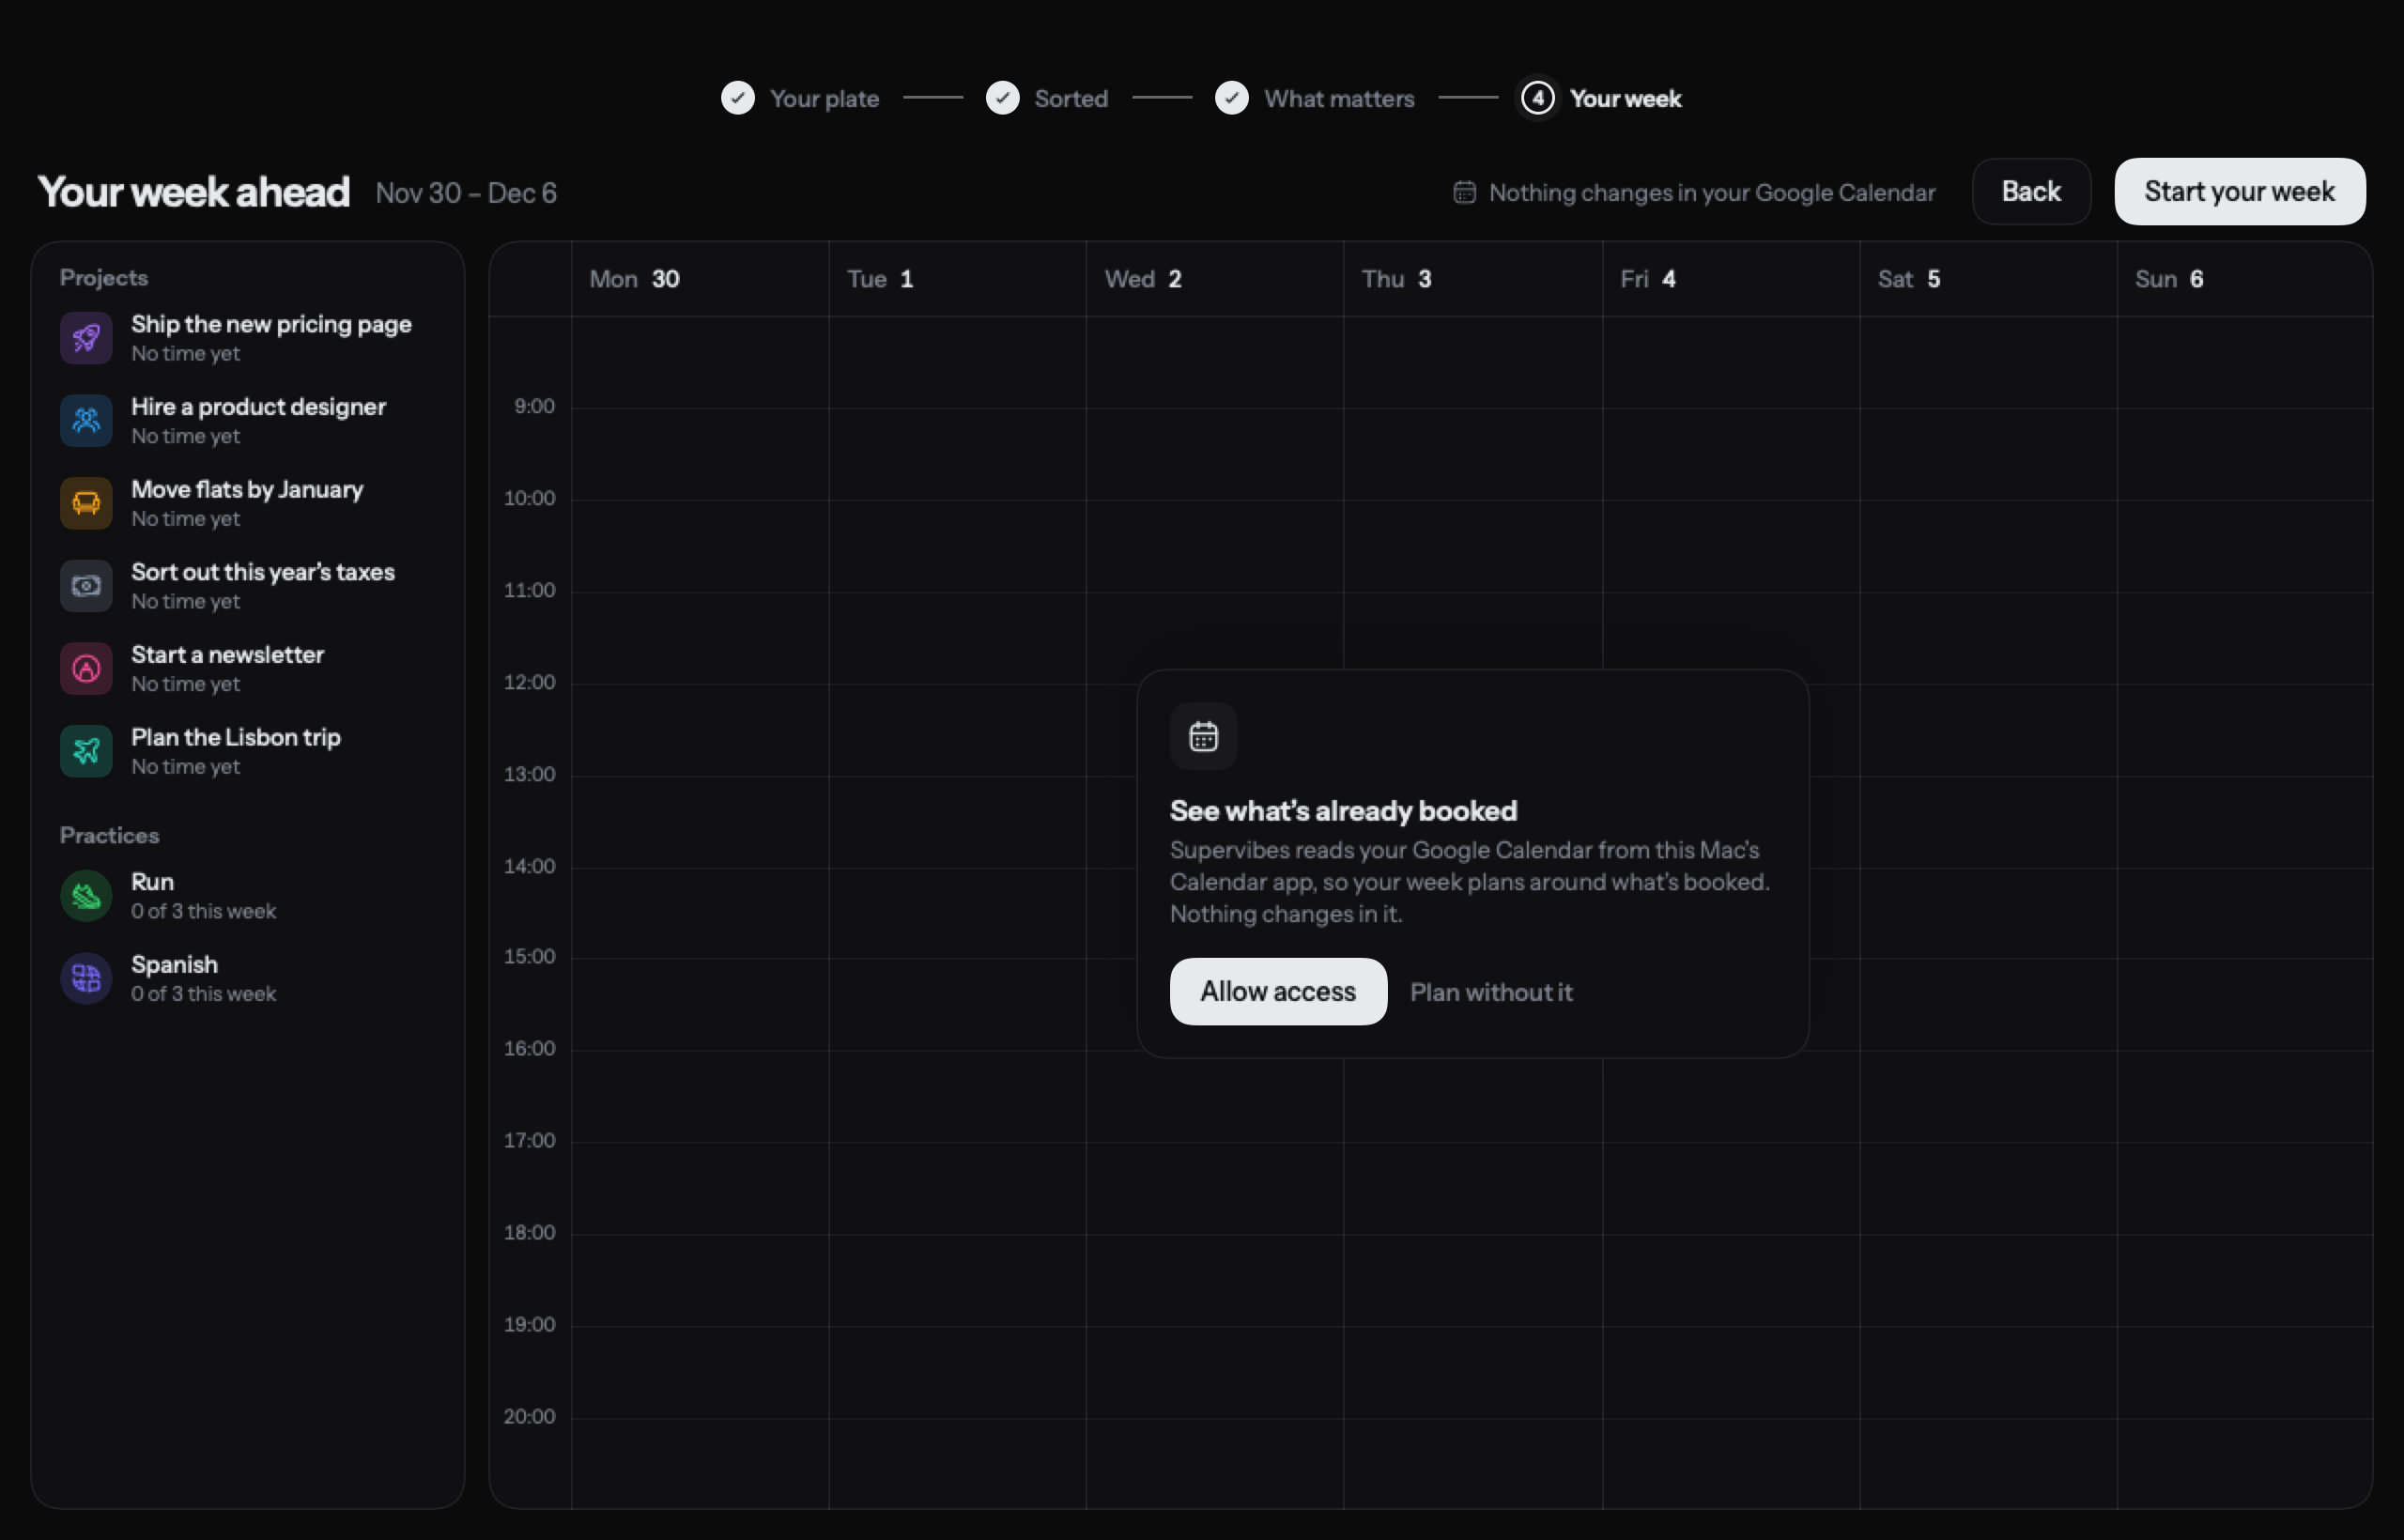 Your plate
Sorted
What matters
4 Your week
Your week ahead Nov 30 – Dec 6
Nothing changes in your Google Calendar
Back
Start your week
Projects
Ship the new pricing page
No time yet
Hire a product designer
No time yet
Move flats by January
No time yet
Sort out this year’s taxes
No time yet
Start a newsletter
No time yet
Plan the Lisbon trip
No time yet
Practices
Run
0 of 3 this week
Spanish
0 of 3 this week
Mon 30
Tue 1
Wed 2
Thu 3
Fri 4
Sat 5
Sun 6
9:00
10:00
11:00
12:00
13:00
14:00
15:00
16:00
17:00
18:00
19:00
20:00
See what’s already booked
Supervibes reads your Google Calendar from this Mac’s
Calendar app, so your week plans around what’s booked.
Nothing changes in it.
Allow access
Plan without it